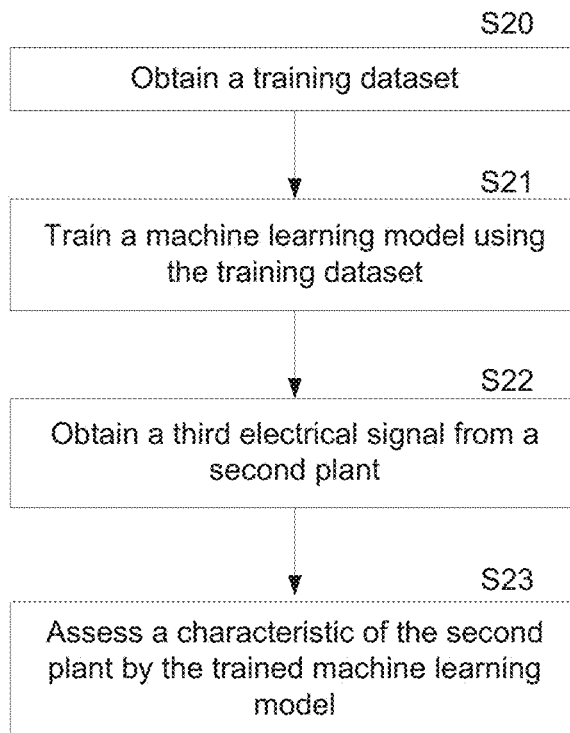 S20
Obtain a training dataset
S21
Train a machine learning model using
the training dataset
S22
Obtain a third electrical signal from a
second plant
S23
Assess a characteristic of the second
plant by the trained machine learning
model